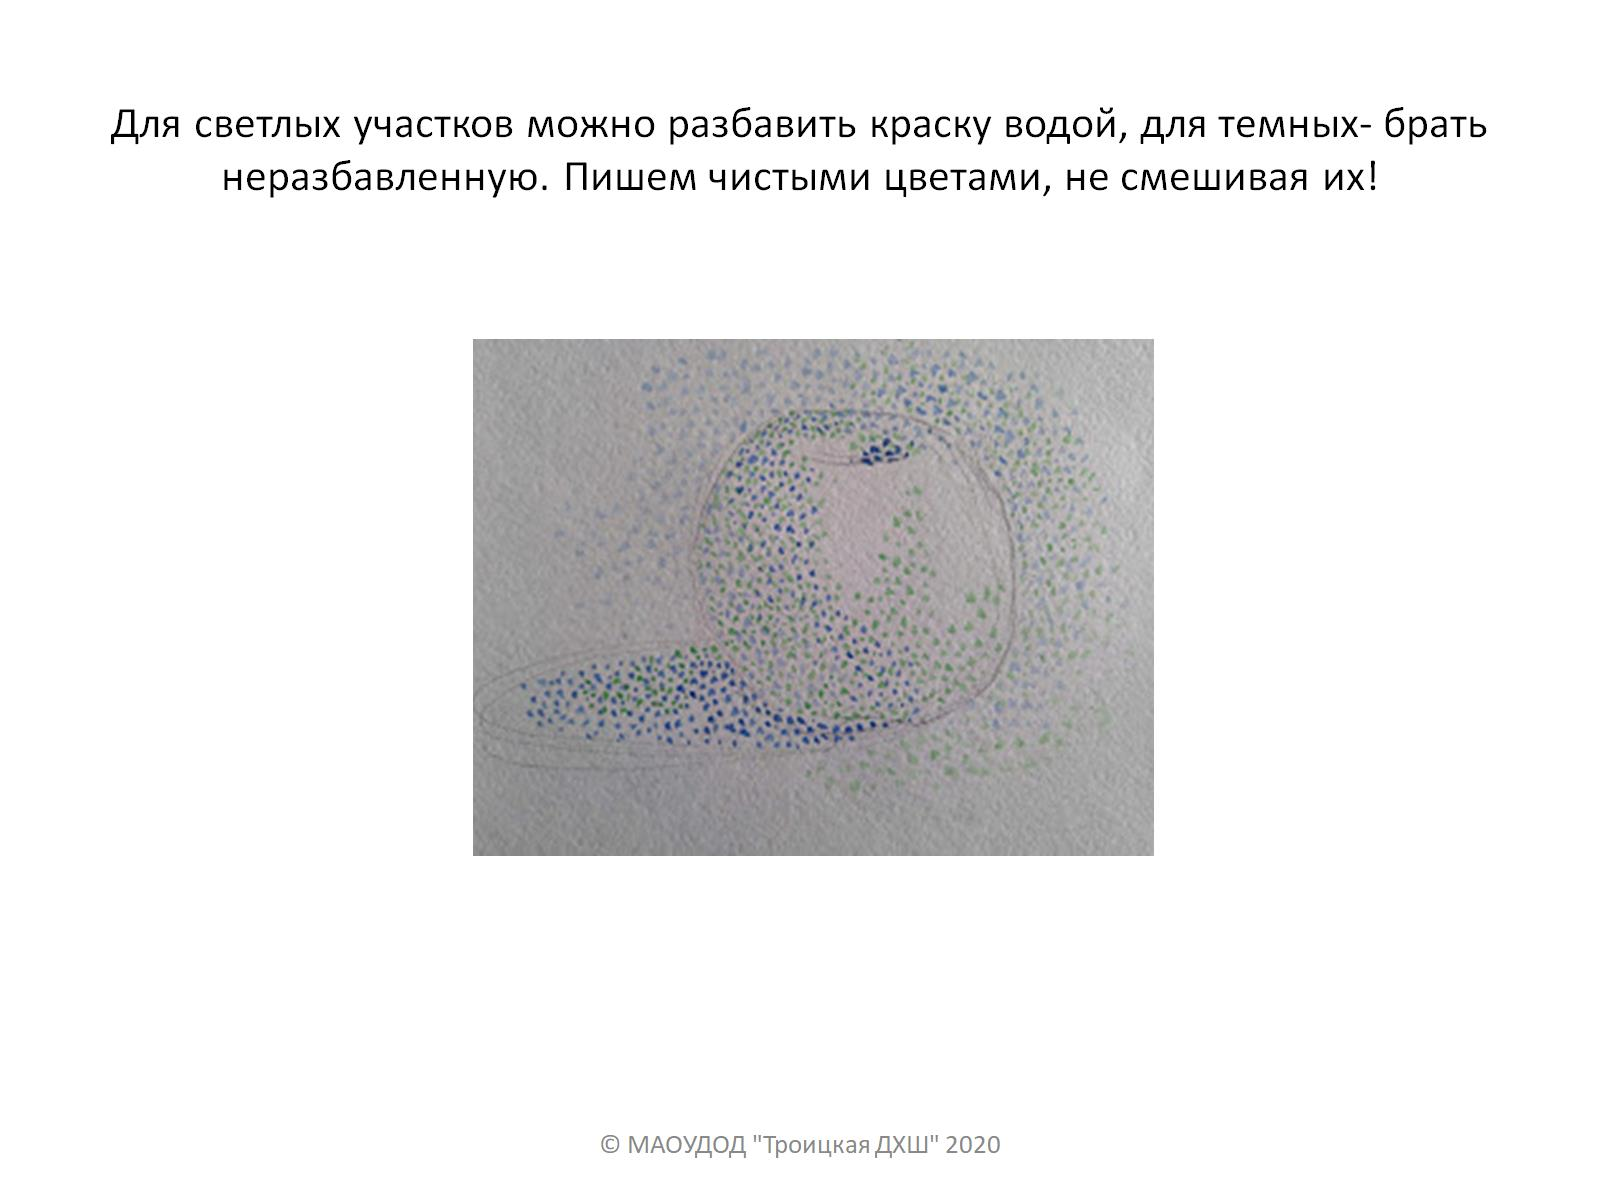 Для светлых участков можно разбавить краску водой, для темных- брать
неразбавленную. Пишем чистыми цветами, не смешивая их!
© МАОУДОД "Троицкая ДХШ" 2020